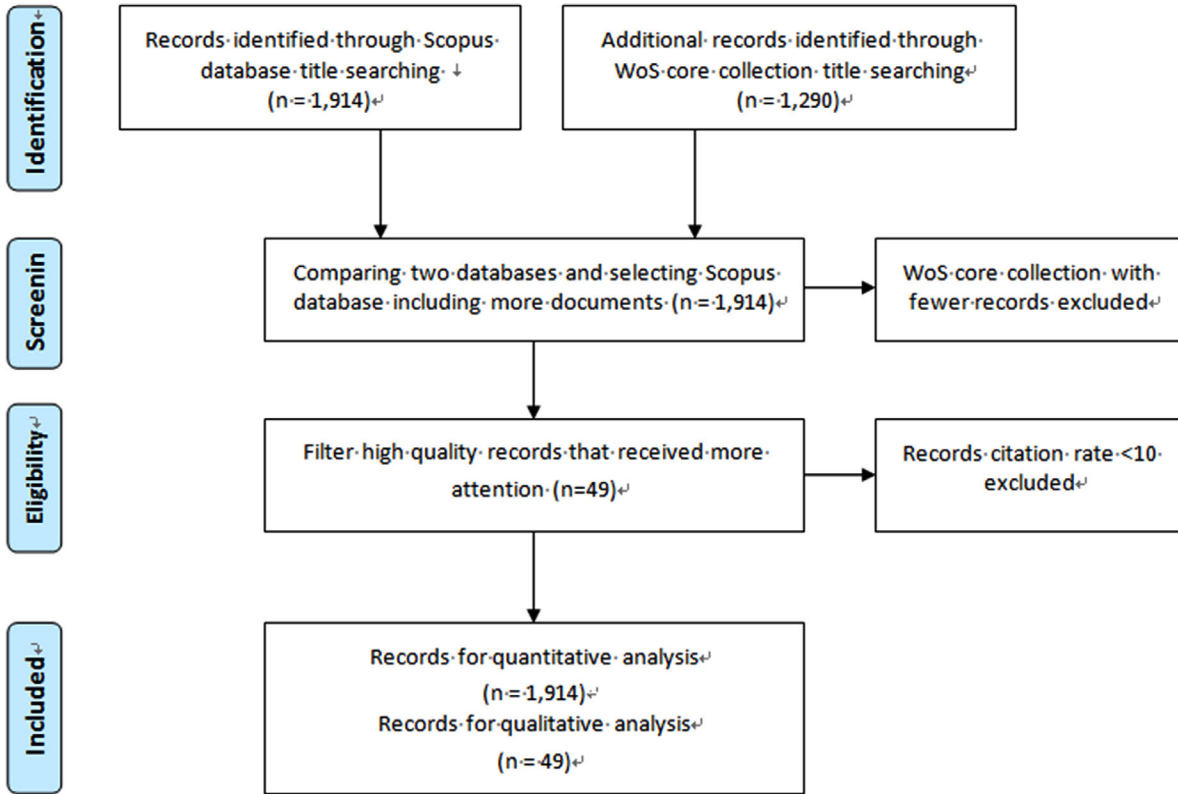 Identification
Records identified through Scopus
database title searching
(n = 1,914)
Additional records identified through
WoS core collection title searching
(n = 1,290)
Screenin
Comparing two databases and selecting Scopus
database including more documents (n = 1,914)
WoS core collection with
fewer records excluded
Eligibility
Filter high quality records that received more
attention (n=49)
Records citation rate <10
excluded
Included
Records for quantitative analysis
(n = 1,914)
Records for qualitative analysis
(n = 49)